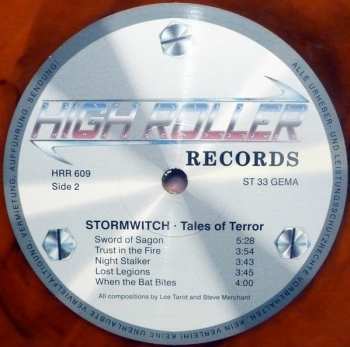 HIGH ROLLER
RECORDS
HRR 609
ST 33 GEMA
Side 2
STORMWITCH · Tales of Terror
Sword of Sagon 5:28
Trust in the Fire 3:54
Night Stalker 3:43
Lost Legions 3:45
When the Bat Bites 4:00
All compositions by Lee Tarot and Steve Merchant
ALLE URHEBER- UND LEISTUNGSSCHUTZRECHTE VORBEHALTEN. KEIN VERLEIH! KEINE UNERLAUBTE VERVIELFÄLTIGUNG, VERMIETUNG, AUFFÜHRUNG, SENDUNG!